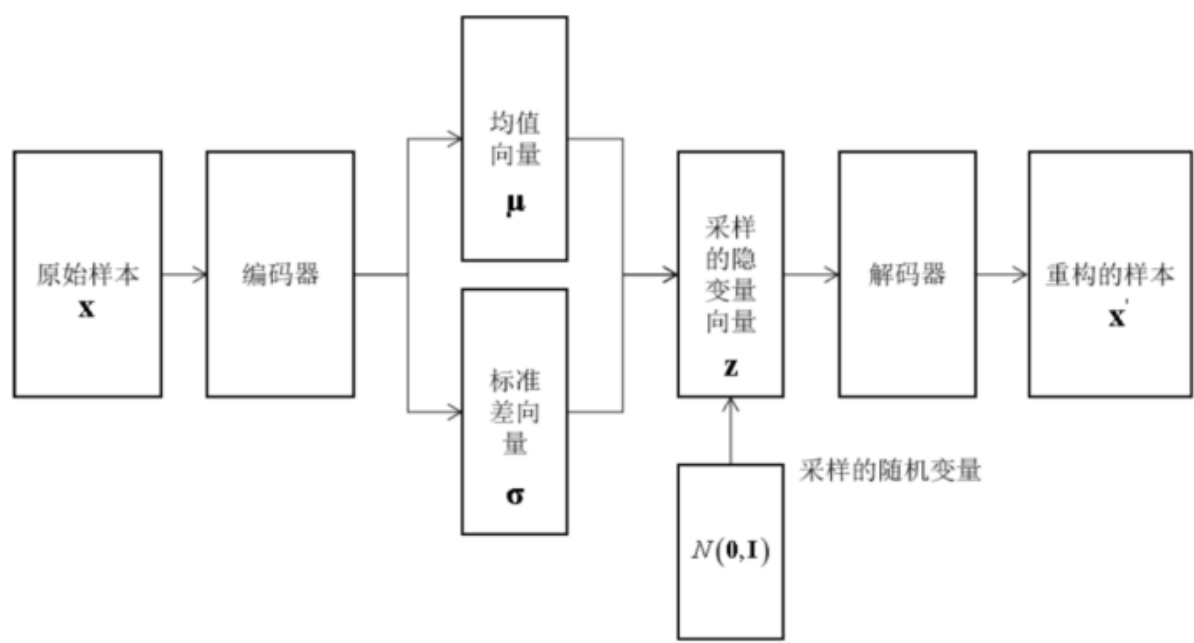 原始样本
x
编码器
均值
向量
μ
标准
差向
量
σ
采样
的隐
变量
向量
z
采样的随机变量
N(0,I)
解码器
重构的样本
x'